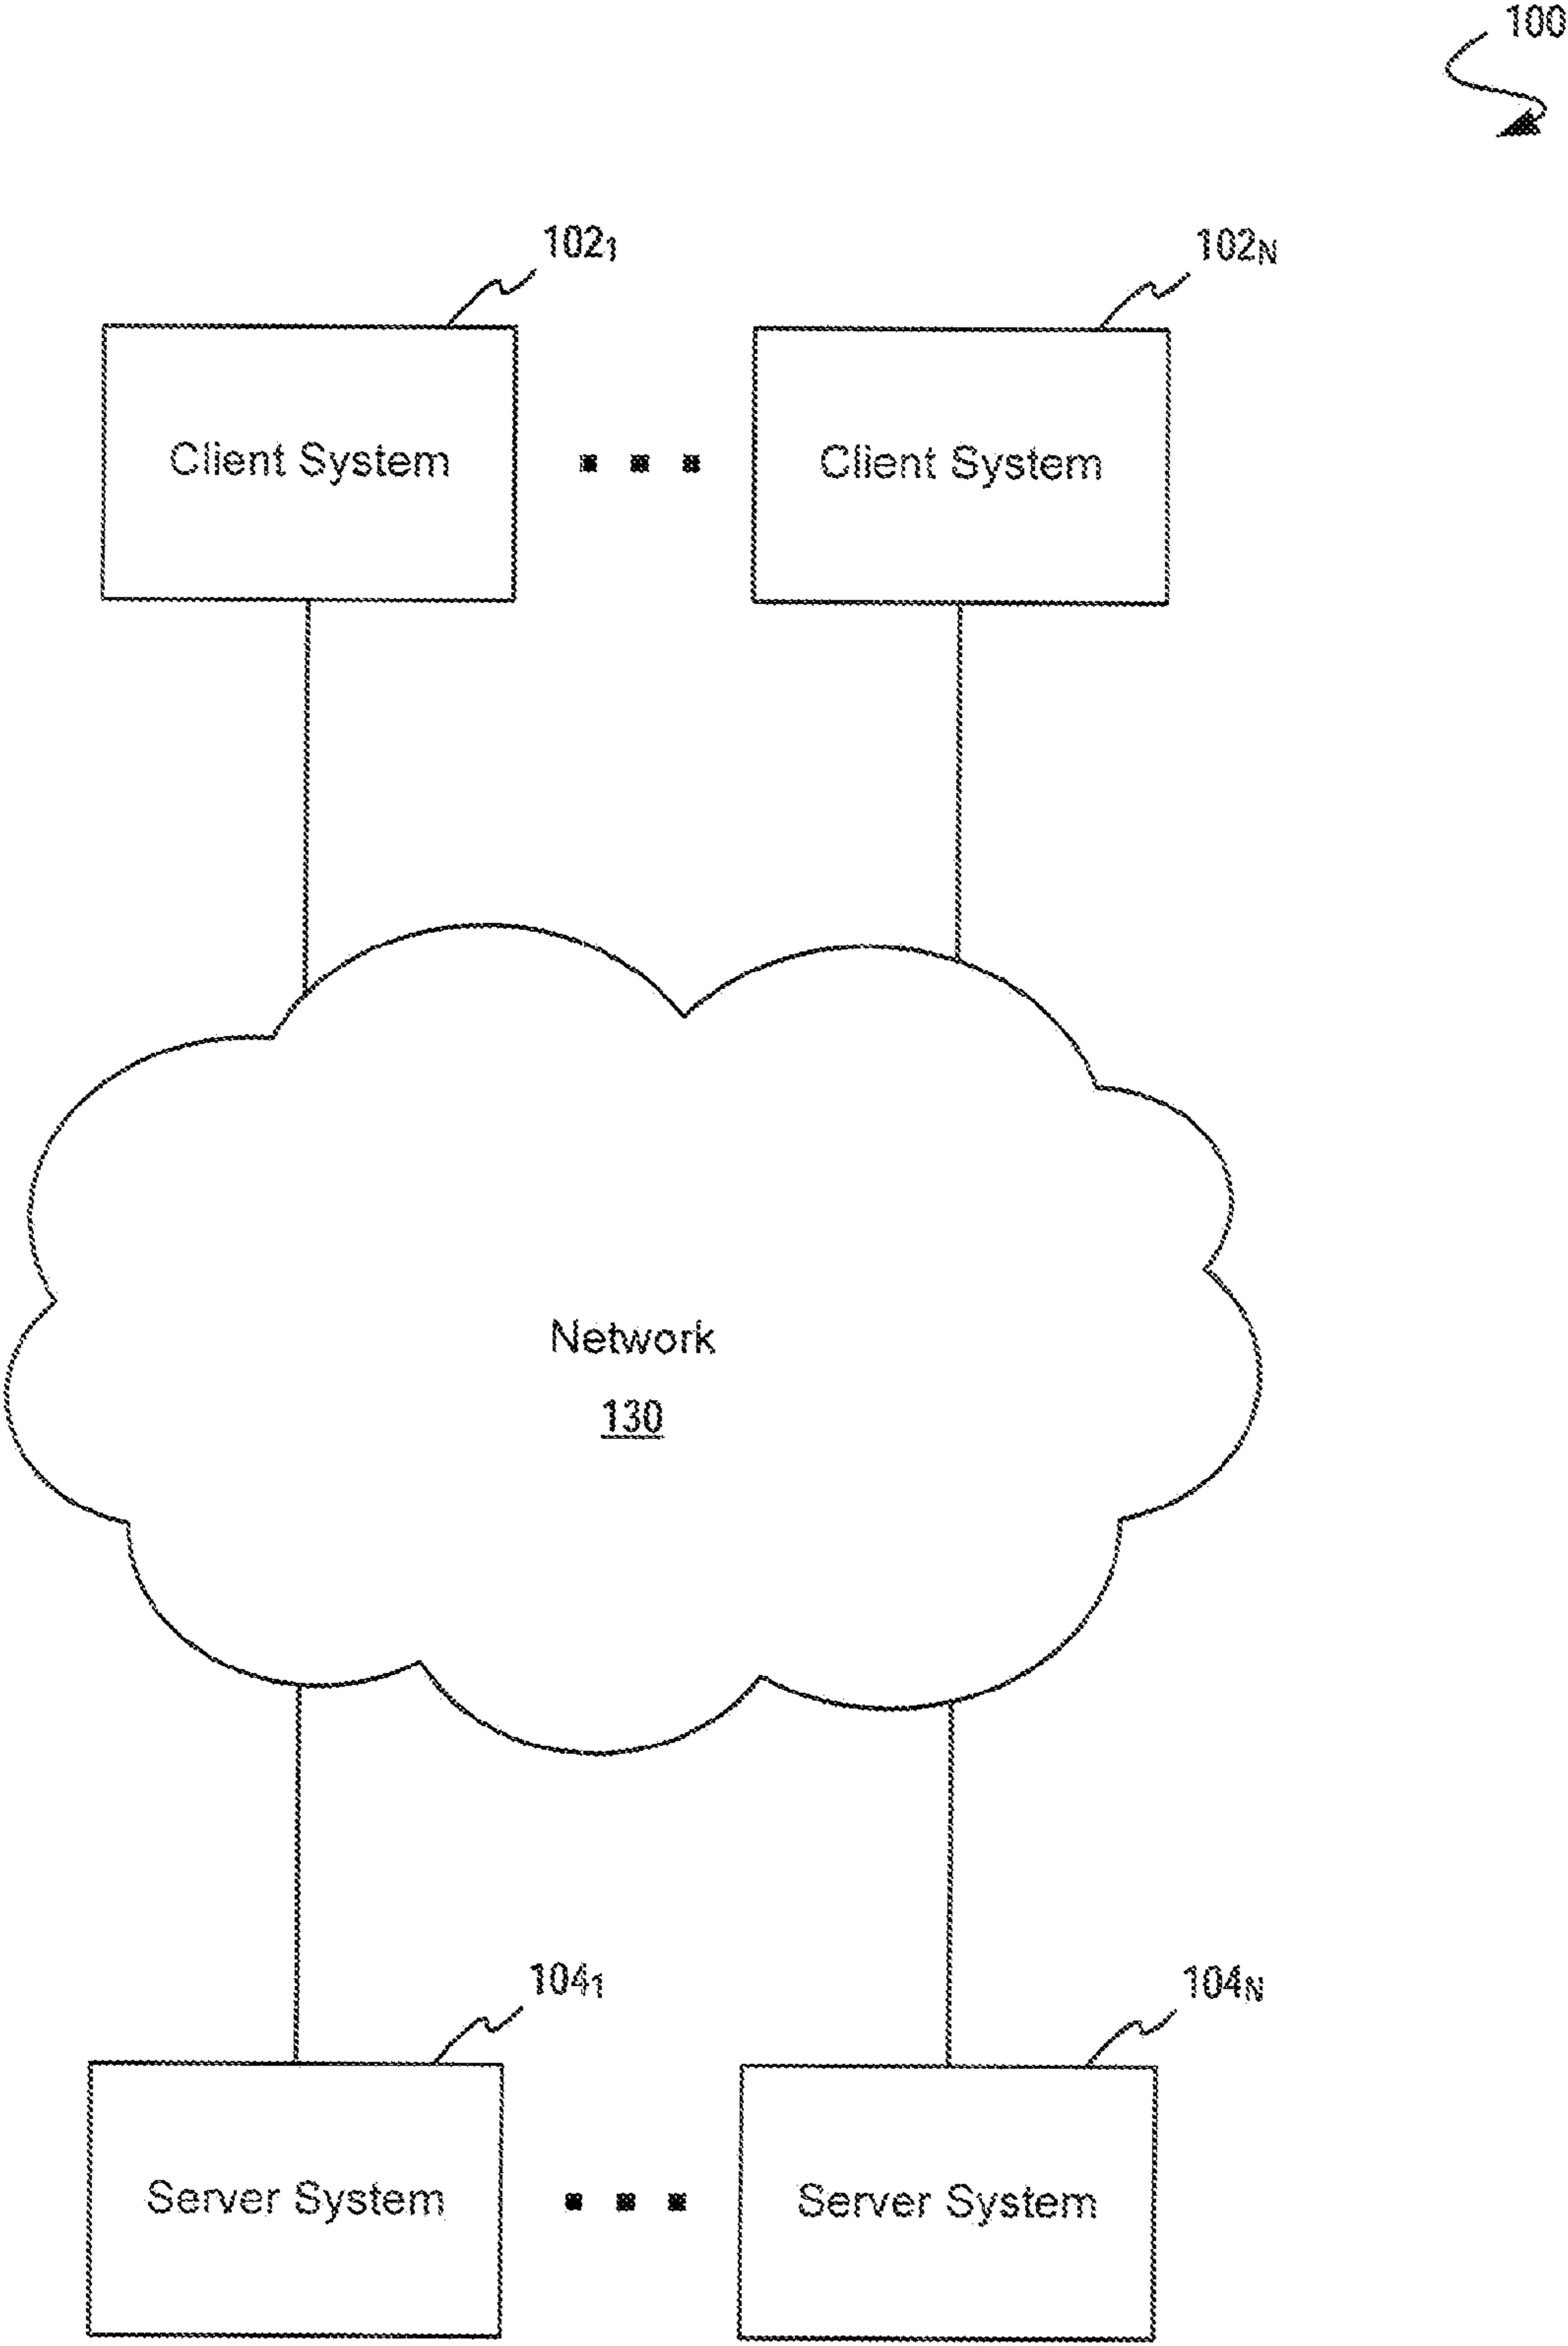 100
102₁
102N
Client System
Client System
Network
130
104₁
104N
Server System
Server System